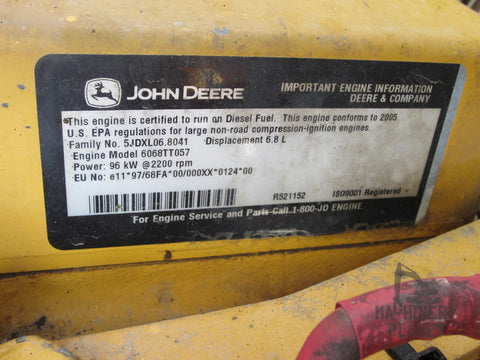 JOHN DEERE
IMPORTANT ENGINE INFORMATION
DEERE & COMPANY
This engine is certified to run on Diesel Fuel. This engine conforms to 2005
U.S. EPA regulations for large non-road compression-ignition engines.
Family No. 5JDXL06.8041 Displacement 6.8 L
Engine Model 6068TT057
Power: 96 kW @2200 rpm
EU No: e11*97/68FA*00/000XX*0124*00
R521152 ISO9001 Registered
For Engine Service and Parts Call 1-800-JD ENGINE
MACHINERY
PLANET